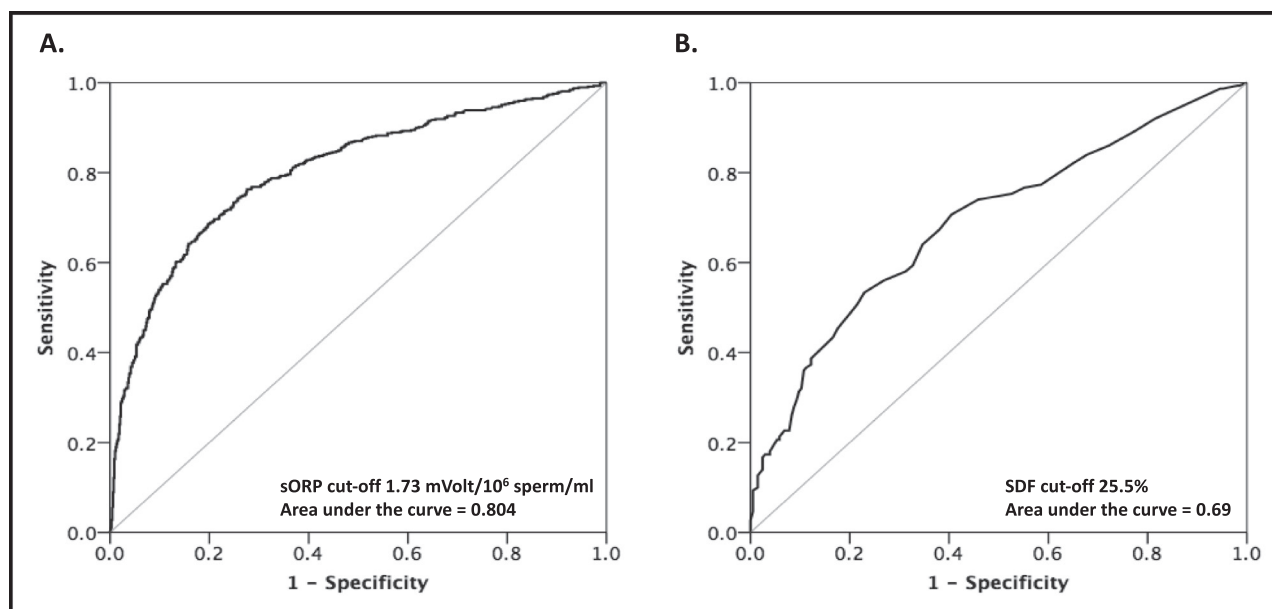 A.
1.0
0.8
0.6
0.4
0.2
0.0
Sensitivity
sORP cut-off 1.73 mVolt/10⁶ sperm/ml
Area under the curve = 0.804
0.0 0.2 0.4 0.6 0.8 1.0
1 – Specificity
B.
1.0
0.8
0.6
0.4
0.2
0.0
Sensitivity
SDF cut-off 25.5%
Area under the curve = 0.69
0.0 0.2 0.4 0.6 0.8 1.0
1 – Specificity